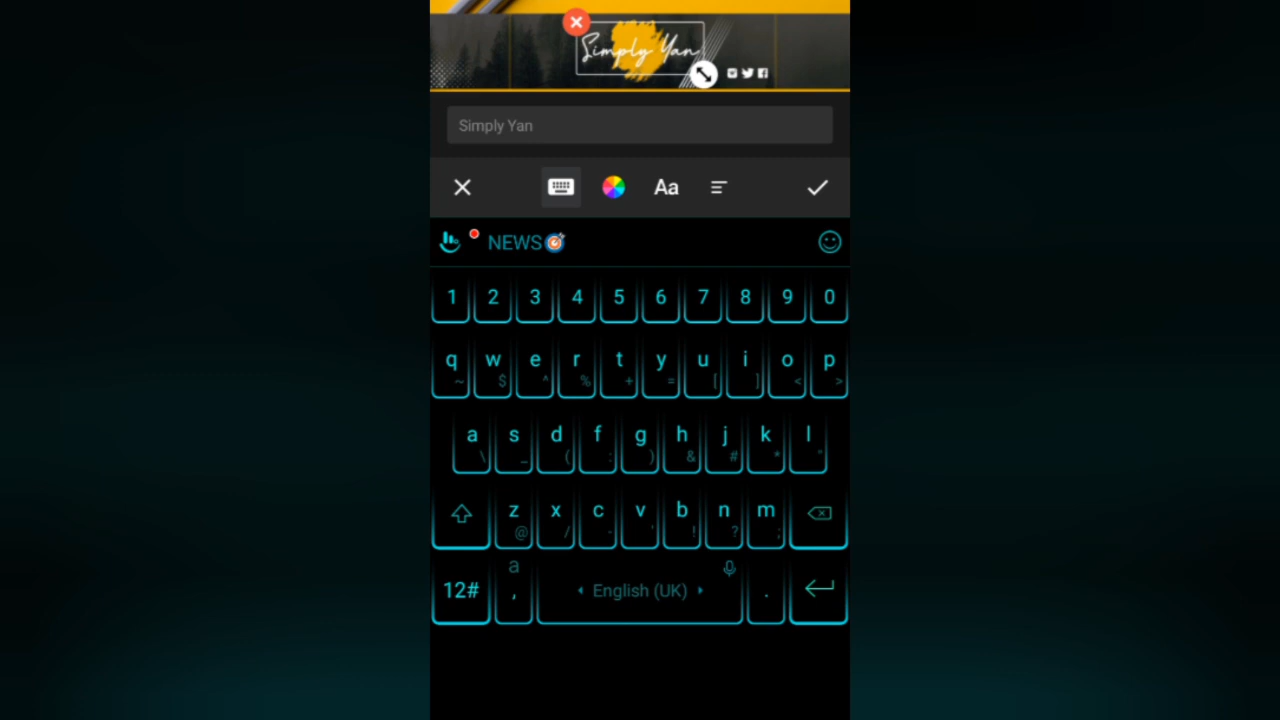 Simply Yan
Simply Yan
Aa
NEWS
1 2 3 4 5 6 7 8 9 0
q w e r t y u i o p
~ $ ^ % + = [ ] < >
a s d f g h j k l
\ _ ( : ) & # * "
z x c v b n m
@ / - ' ! ? ;
a
12# , English (UK) .